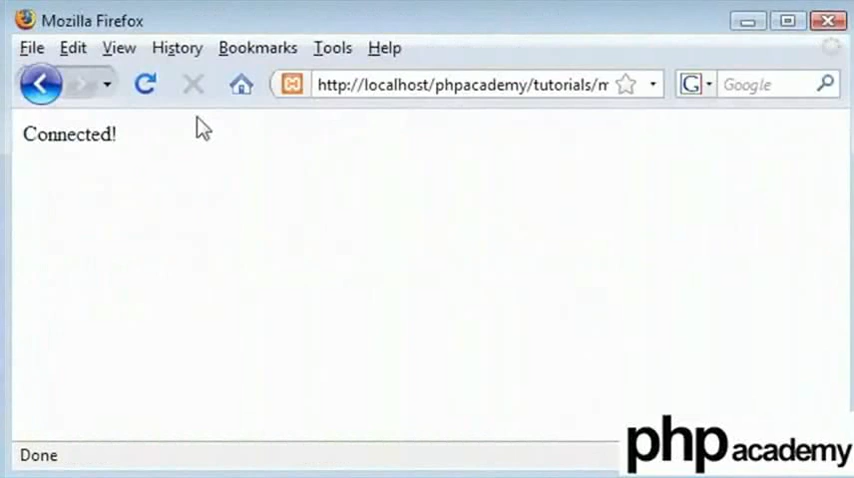 Mozilla Firefox
File Edit View History Bookmarks Tools Help
http://localhost/phpacademy/tutorials/m Google
Connected!
Done
php academy